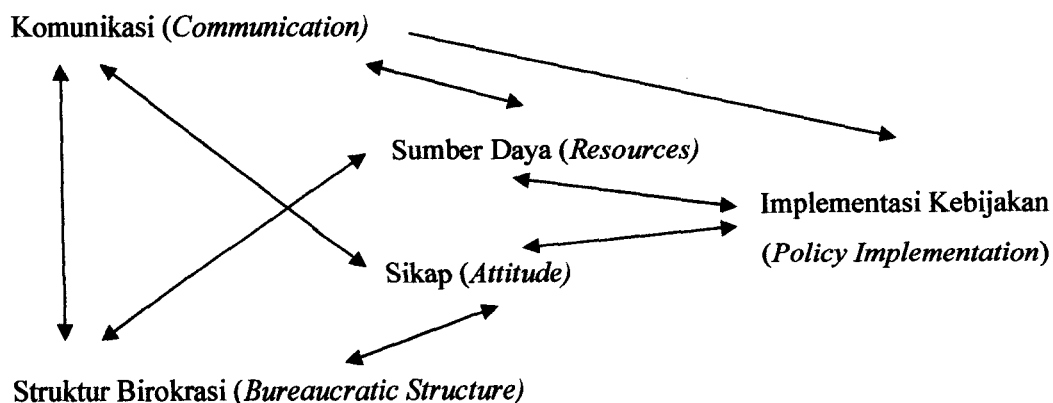 Komunikasi (Communication)
Sumber Daya (Resources)
Implementasi Kebijakan
(Policy Implementation)
Sikap (Attitude)
Struktur Birokrasi (Bureaucratic Structure)